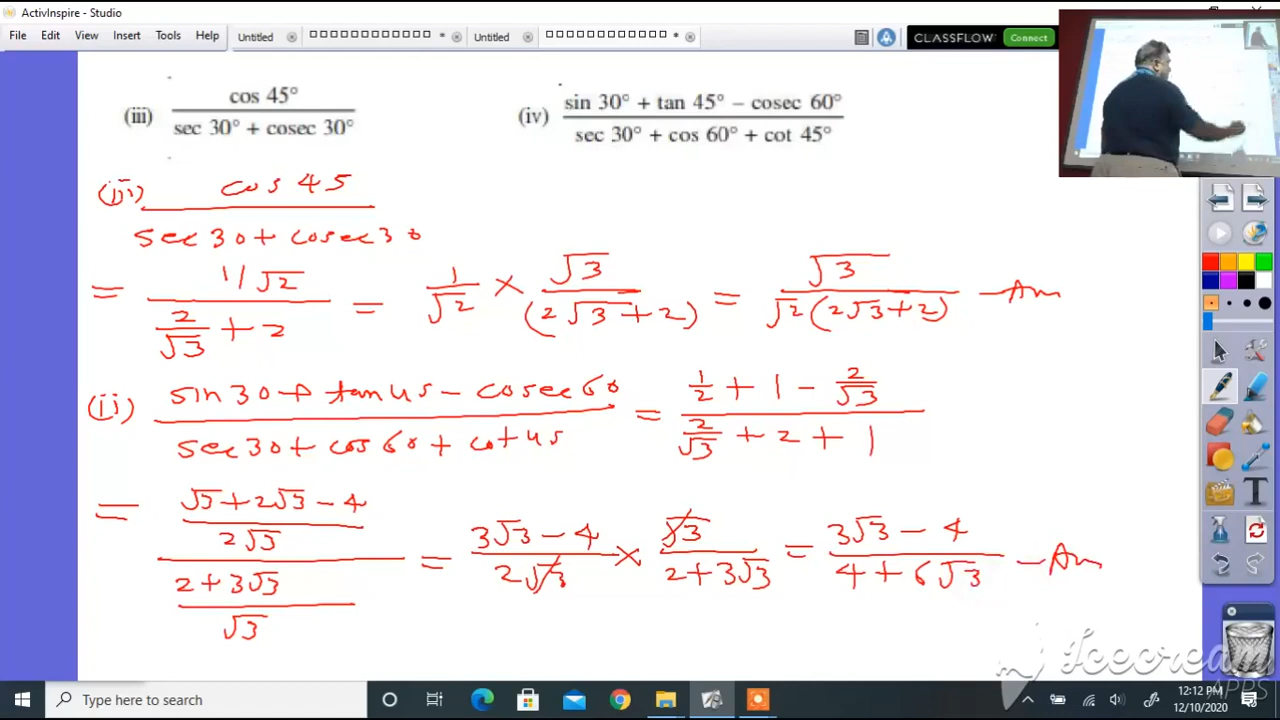 ActivInspire - Studio
File Edit View Insert Tools Help Untitled * Untitled * CLASSFLOW Connect
(iii) cos 45° / sec 30° + cosec 30°
(iv) sin 30° + tan 45° – cosec 60° / sec 30° + cos 60° + cot 45°
(iii) cos 45 / sec 30 + cosec 30
= 1/√2 / 2/√3 + 2 = 1/√2 × √3/(2√3+2) = √3/√2(2√3+2) – Am
(ii) sin 30 + tan 45 – cosec 60 / sec 30 + cos 60 + cot 45 = 1/2 + 1 – 2/√3 / 2/√3 + 2 + 1
= √3+2√3–4 / 2√3 / 2+3√3 / √3 = 3√3–4 / 2√3 × √3 / 2+3√3 = 3√3–4 / 4+6√3 – Am
Icecream
APPS
Type here to search
12:12 PM
12/10/2020